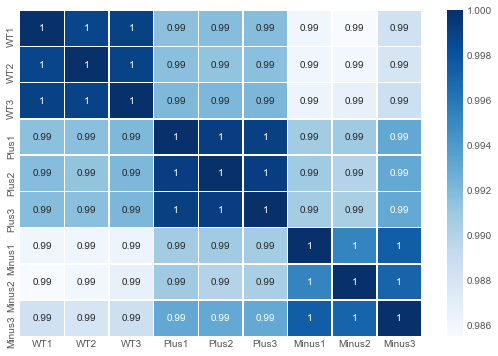 WT1 1 1 1 0.99 0.99 0.99 0.99 0.99 0.99
WT2 1 1 1 0.99 0.99 0.99 0.99 0.99 0.99
WT3 1 1 1 0.99 0.99 0.99 0.99 0.99 0.99
Plus1 0.99 0.99 0.99 1 1 1 0.99 0.99 0.99
Plus2 0.99 0.99 0.99 1 1 1 0.99 0.99 0.99
Plus3 0.99 0.99 0.99 1 1 1 0.99 0.99 0.99
Minus1 0.99 0.99 0.99 0.99 0.99 0.99 1 1 1
Minus2 0.99 0.99 0.99 0.99 0.99 0.99 1 1 1
Minus3 0.99 0.99 0.99 0.99 0.99 0.99 1 1 1
WT1 WT2 WT3 Plus1 Plus2 Plus3 Minus1 Minus2 Minus3
1.000
0.998
0.996
0.994
0.992
0.990
0.988
0.986